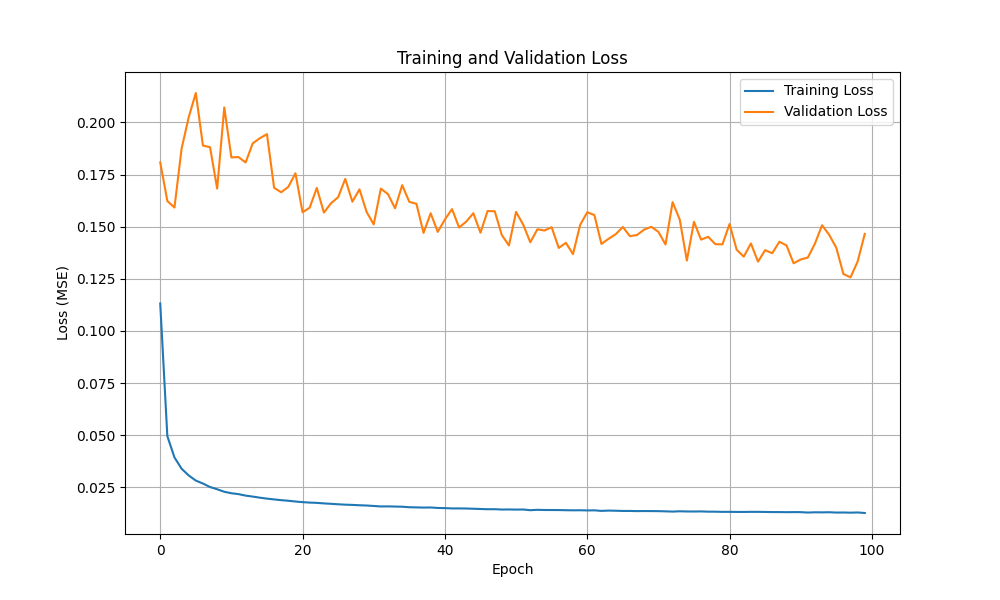 Training and Validation Loss
Training Loss
Validation Loss
0.200
0.175
0.150
0.125
0.100
0.075
0.050
0.025
Loss (MSE)
0 20 40 60 80 100
Epoch